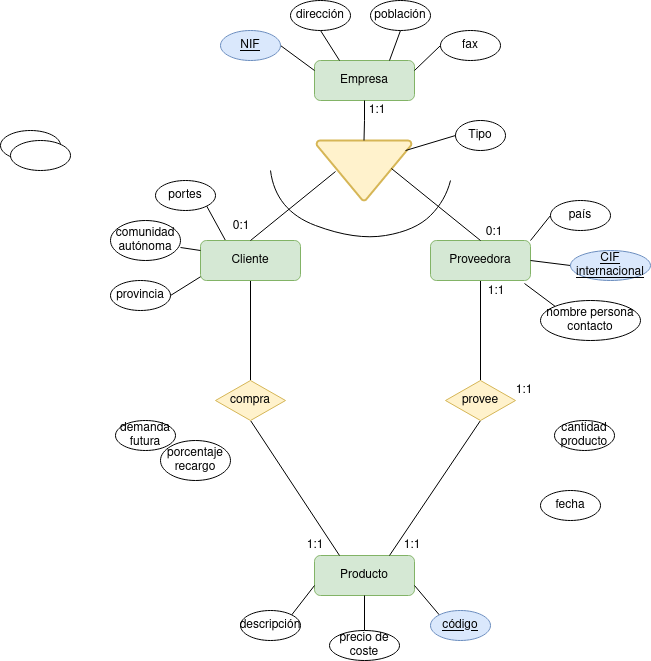 dirección
población
NIF
fax
Empresa
1:1
Tipo
portes
país
0:1
0:1
comunidad
autónoma
Cliente
Proveedora
CIF
internacional
1:1
provincia
nombre persona
contacto
compra
provee
1:1
demanda
futura
porcentaje
recargo
cantidad
producto
fecha
1:1
1:1
Producto
descripción
precio de
coste
código